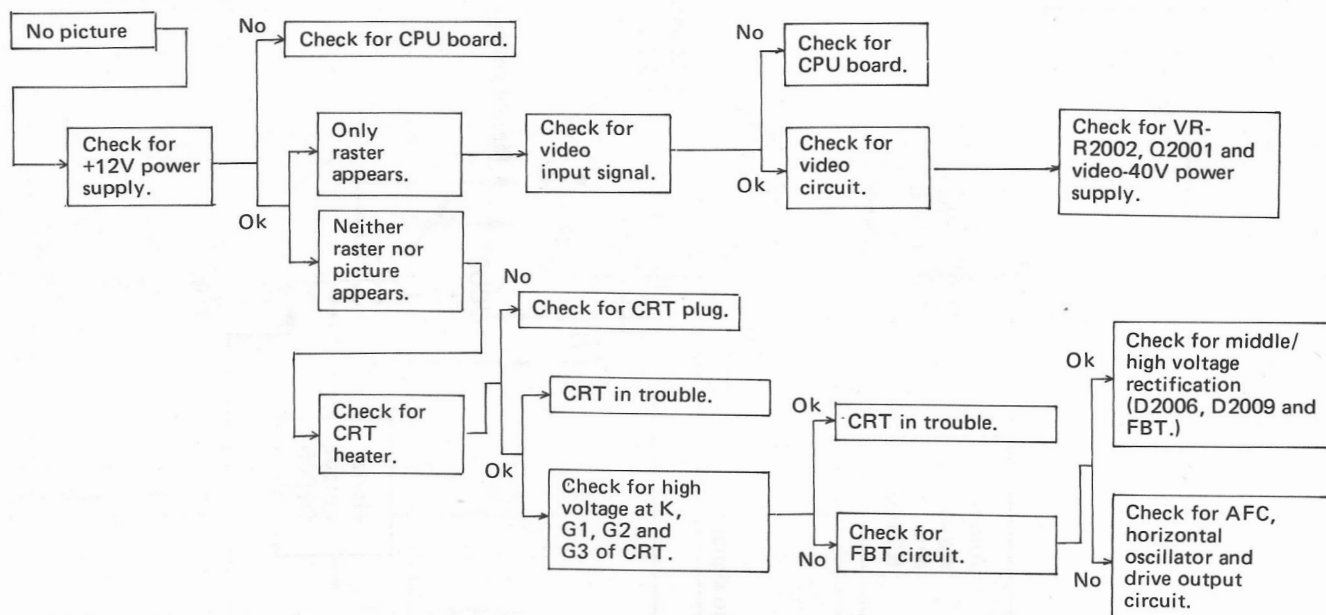 No picture
No
Check for CPU board.
Check for
+12V power
supply.
Ok
Only
raster
appears.
Check for
video
input signal.
No
Check for
CPU board.
Ok
Check for
video
circuit.
Check for VR-
R2002, Q2001 and
video-40V power
supply.
Neither
raster nor
picture
appears.
Check for
CRT
heater.
No
Check for CRT plug.
Ok
CRT in trouble.
Check for high
voltage at K,
G1, G2 and
G3 of CRT.
Ok
CRT in trouble.
No
Check for
FBT circuit.
Ok
Check for middle/
high voltage
rectification
(D2006, D2009 and
FBT.)
No
Check for AFC,
horizontal
oscillator and
drive output
circuit.